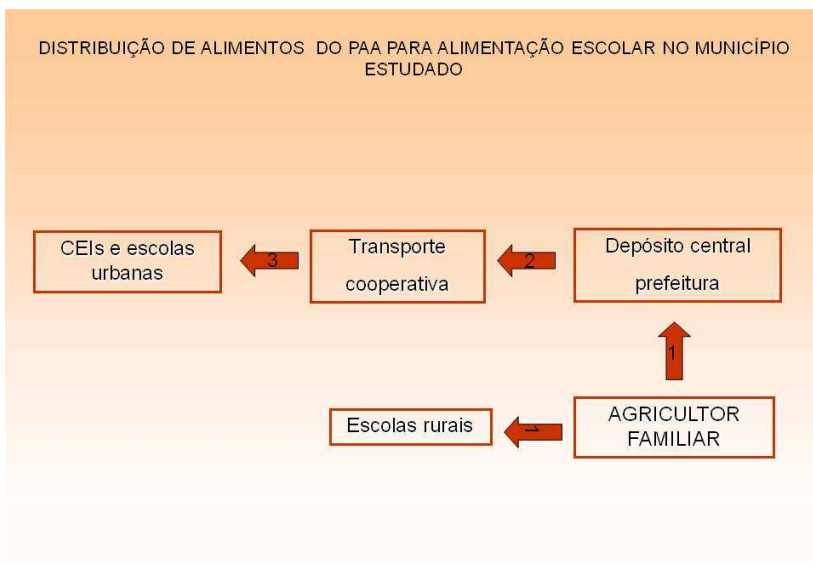 DISTRIBUIÇÃO DE ALIMENTOS DO PAA PARA ALIMENTAÇÃO ESCOLAR NO MUNICÍPIO
ESTUDADO
CEIs e escolas
urbanas
3
Transporte
cooperativa
2
Depósito central
prefeitura
1
Escolas rurais
1
AGRICULTOR
FAMILIAR